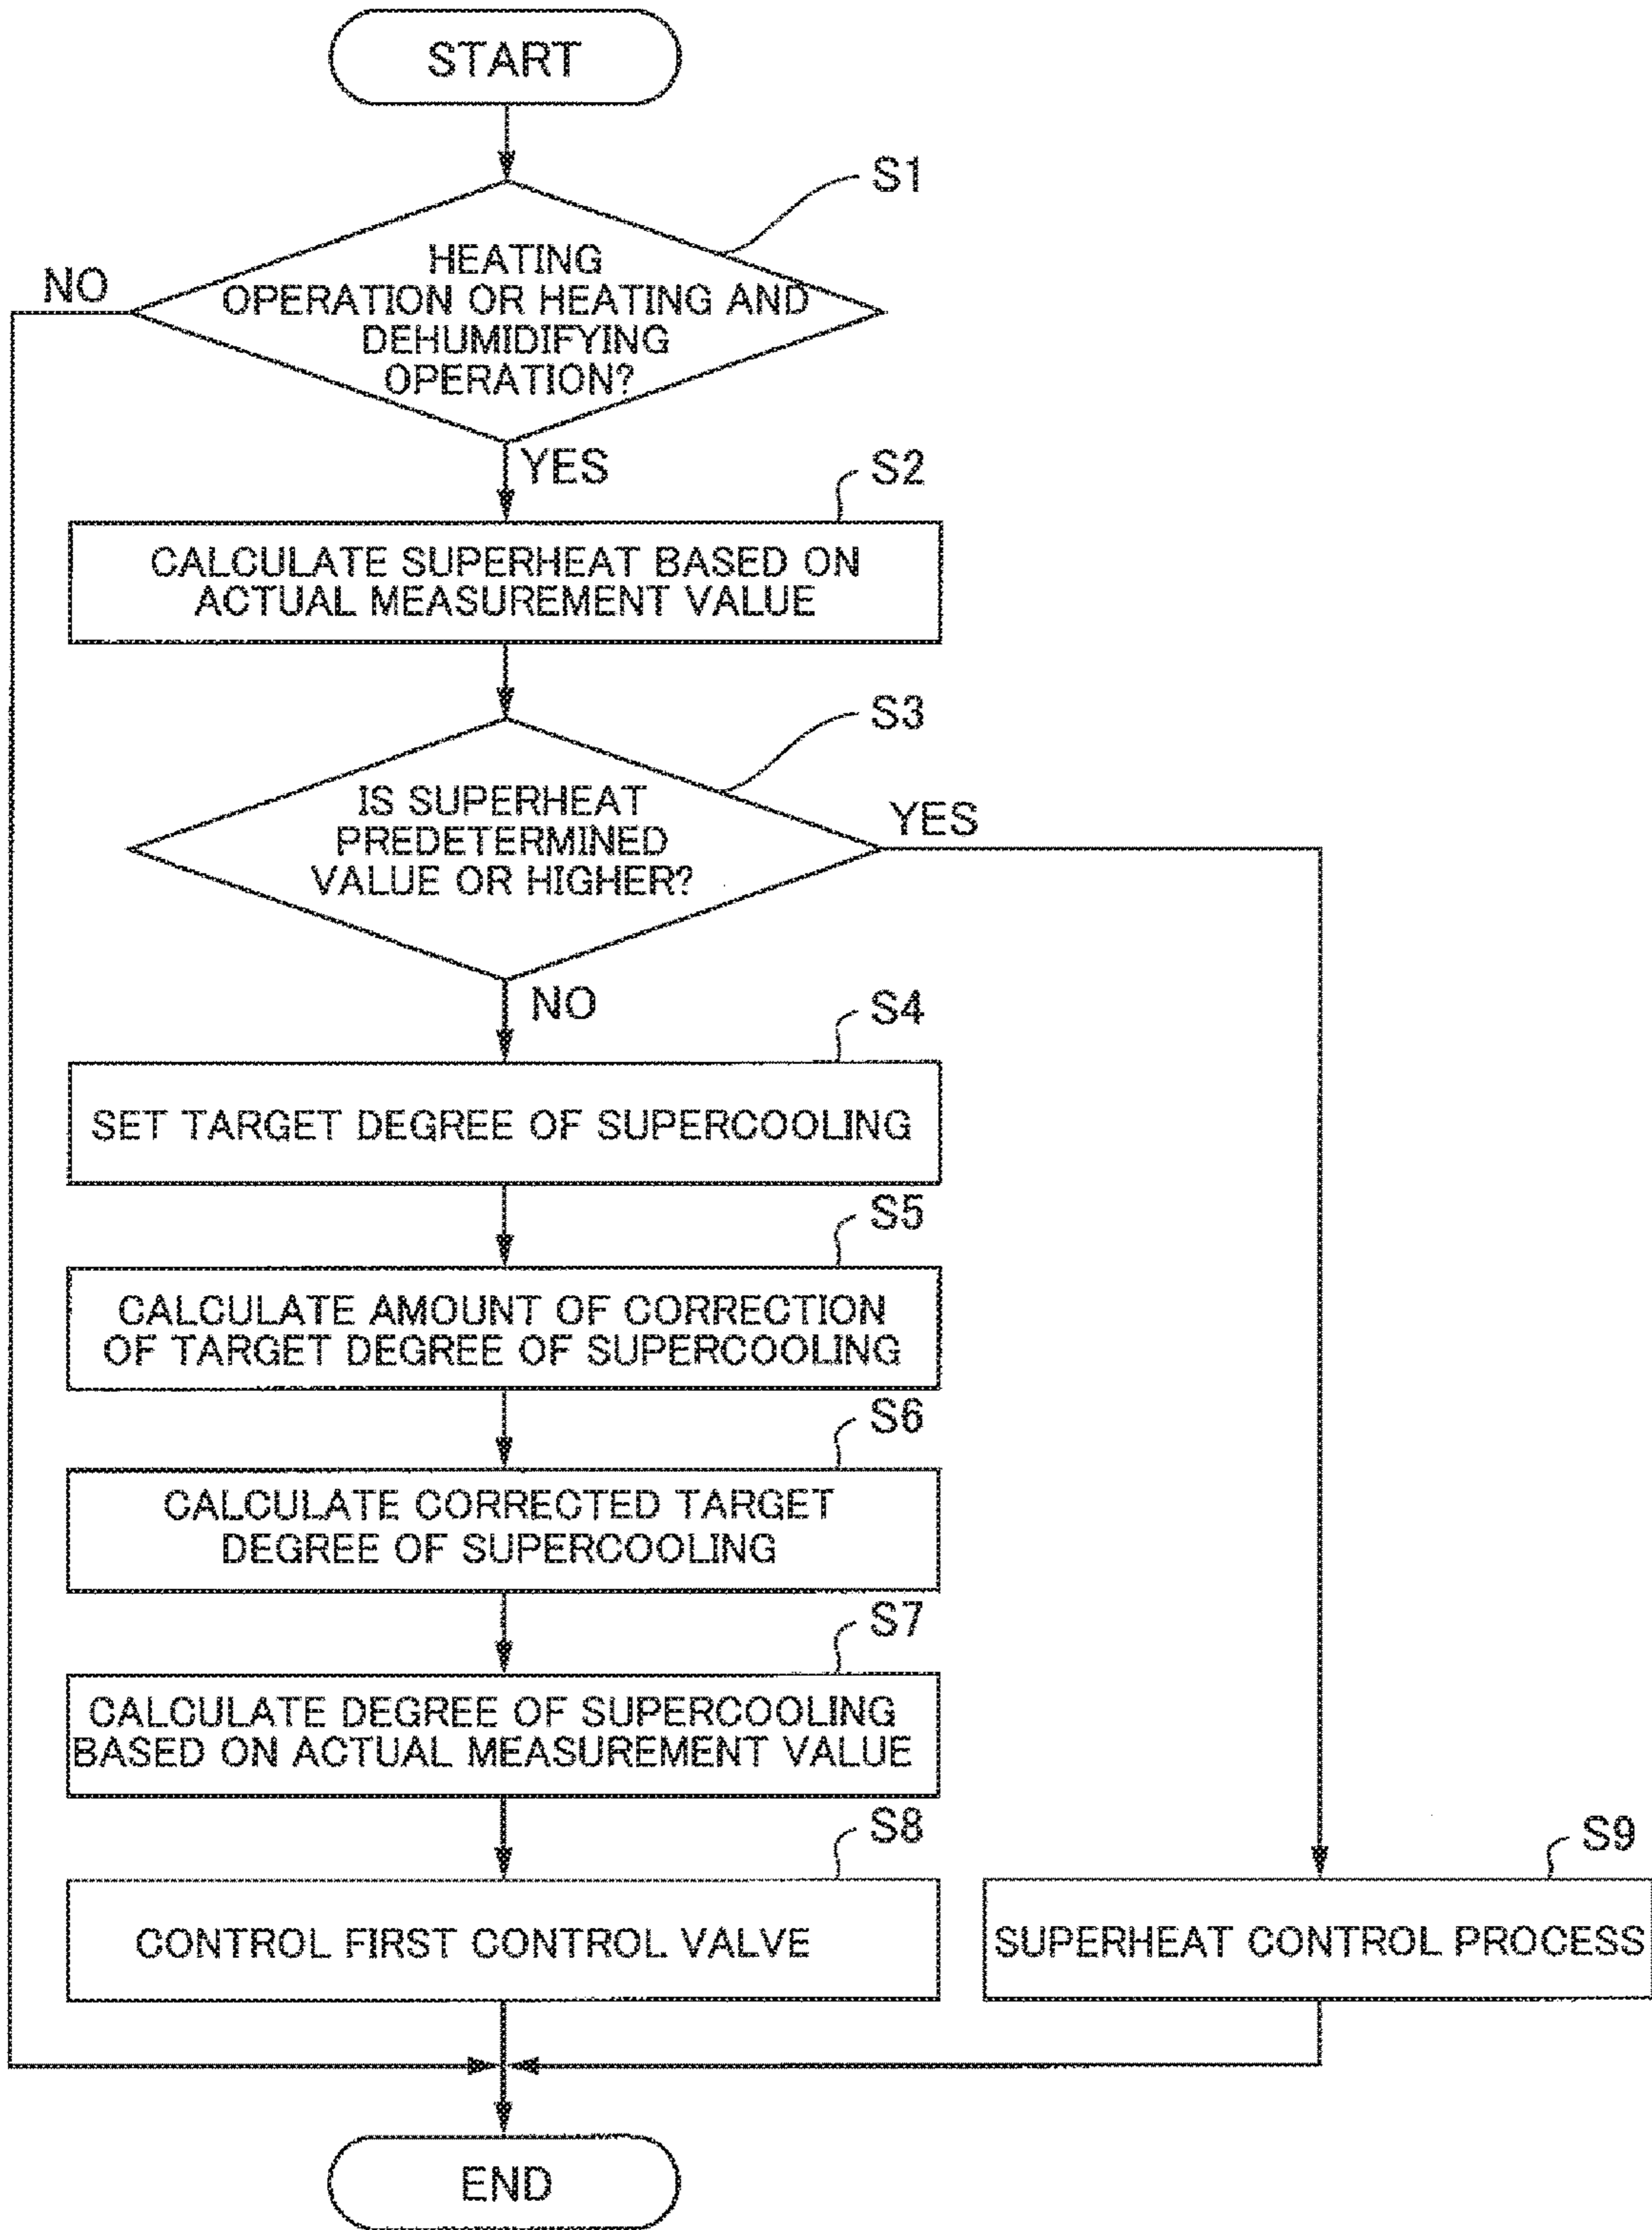 START
S1
HEATING
OPERATION OR HEATING AND
DEHUMIDIFYING
OPERATION?
NO
YES
S2
CALCULATE SUPERHEAT BASED ON
ACTUAL MEASUREMENT VALUE
S3
IS SUPERHEAT
PREDETERMINED
VALUE OR HIGHER?
YES
NO
S4
SET TARGET DEGREE OF SUPERCOOLING
S5
CALCULATE AMOUNT OF CORRECTION
OF TARGET DEGREE OF SUPERCOOLING
S6
CALCULATE CORRECTED TARGET
DEGREE OF SUPERCOOLING
S7
CALCULATE DEGREE OF SUPERCOOLING
BASED ON ACTUAL MEASUREMENT VALUE
S8
CONTROL FIRST CONTROL VALVE
S9
SUPERHEAT CONTROL PROCESS
END